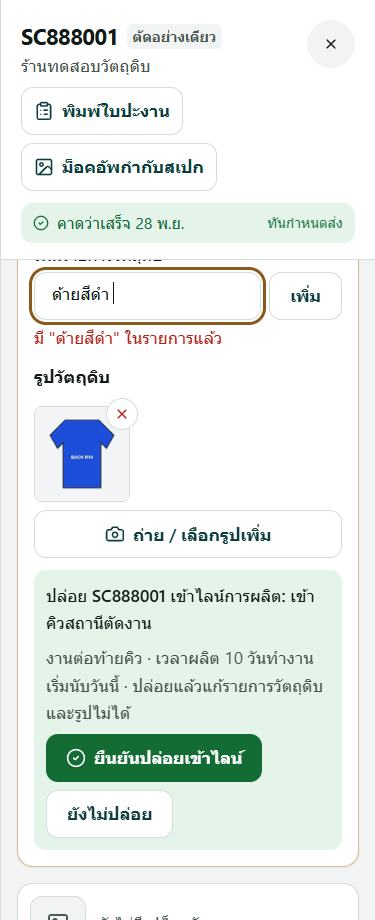 SC888001 ตัดอย่างเดียว
ร้านทดสอบวัตถุดิบ
พิมพ์ใบปะงาน
ม็อคอัพกำกับสเปก
คาดว่าเสร็จ 28 พ.ย. ทันกำหนดส่ง
ด้ายสีดำ เพิ่ม
มี "ด้ายสีดำ" ในรายการแล้ว
รูปวัตถุดิบ
BACK R14
ถ่าย / เลือกรูปเพิ่ม
ปล่อย SC888001 เข้าไลน์การผลิต: เข้า
คิวสถานีตัดงาน
งานต่อท้ายคิว · เวลาผลิต 10 วันทำงาน
เริ่มนับวันนี้ · ปล่อยแล้วแก้รายการวัตถุดิบ
และรูปไม่ได้
ยืนยันปล่อยเข้าไลน์
ยังไม่ปล่อย